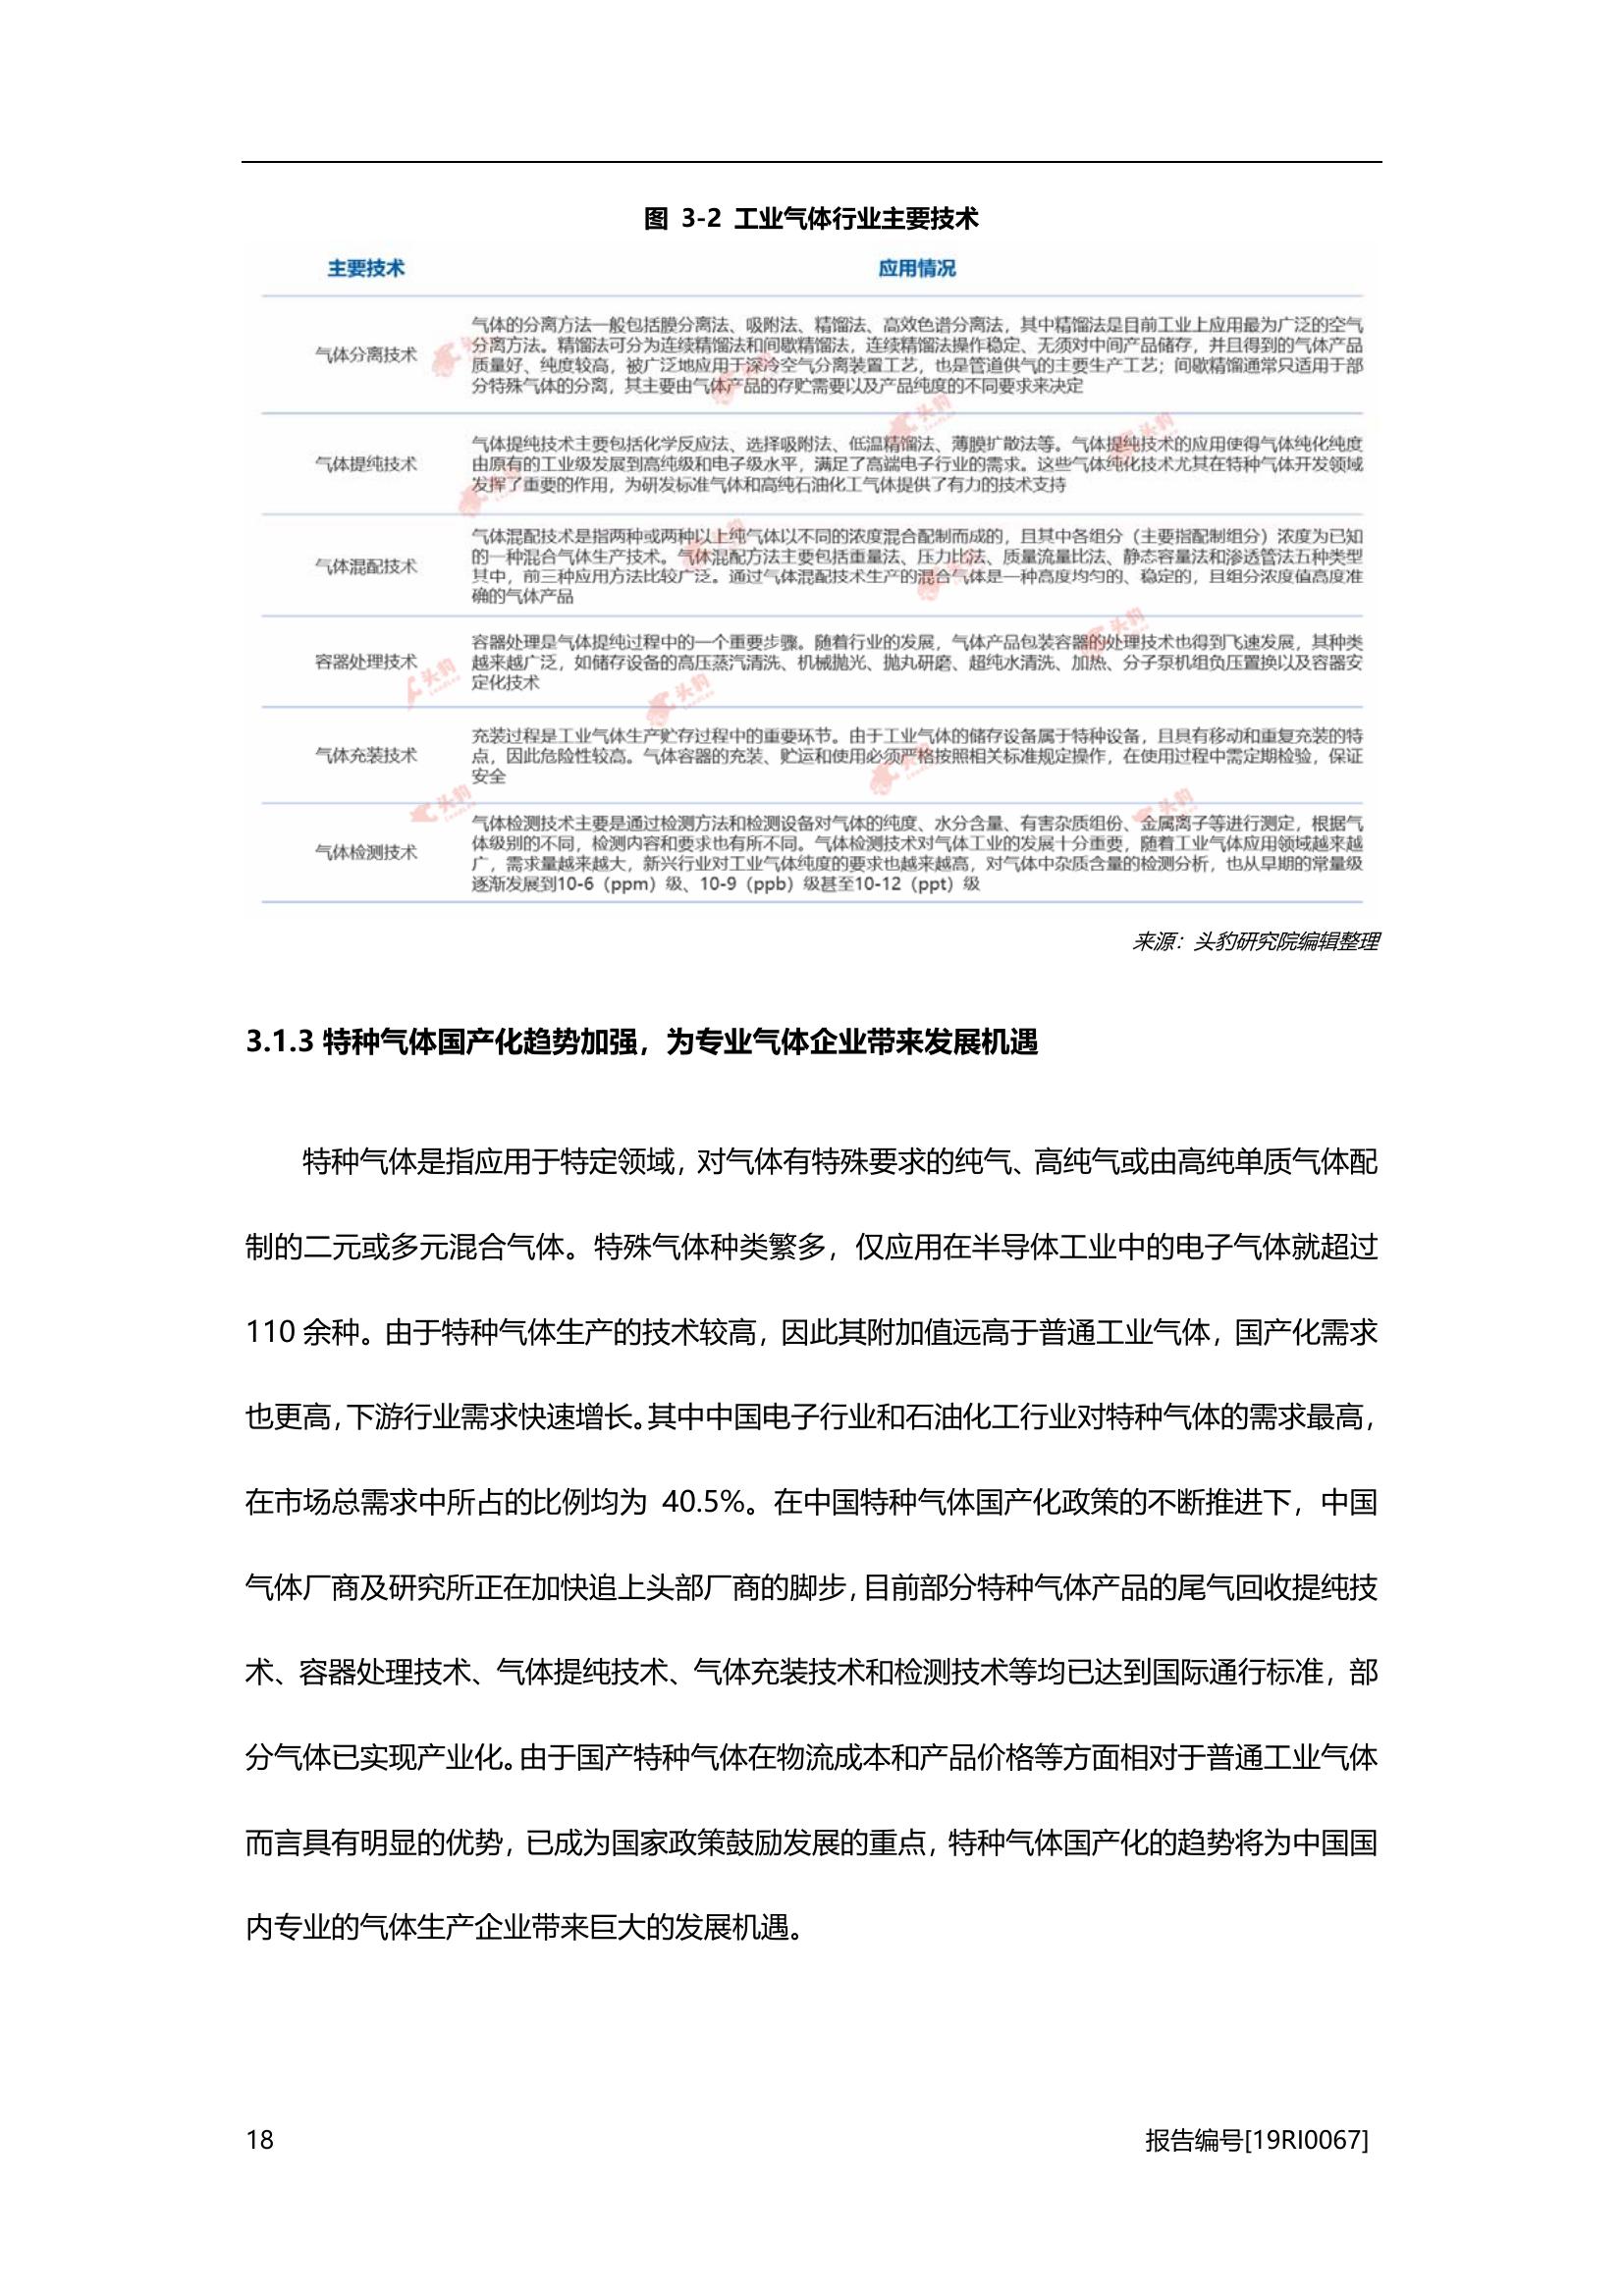 图 3-2 工业气体行业主要技术
主要技术 应用情况
气体分离技术
气体的分离方法一般包括膜分离法、吸附法、精馏法、高效色谱分离法，其中精馏法是目前工业上应用最为广泛的空气
分离方法。精馏法可分为连续精馏法和间歇精馏法，连续精馏法操作稳定、无须对中间产品储存，并且得到的气体产品
质量好、纯度较高，被广泛地应用于深冷空气分离装置工艺，也是管道供气的主要生产工艺；间歇精馏通常只适用于部
分特殊气体的分离，其主要由气体产品的存贮需要以及产品纯度的不同要求来决定
气体提纯技术
气体提纯技术主要包括化学反应法、选择吸附法、低温精馏法、薄膜扩散法等。气体提纯技术的应用使得气体纯化纯度
由原有的工业级发展到高纯级和电子级水平，满足了高端电子行业的需求。这些气体纯化技术尤其在特种气体开发领域
发挥了重要的作用，为研发标准气体和高纯石油化工气体提供了有力的技术支持
气体混配技术
气体混配技术是指两种或两种以上纯气体以不同的浓度混合配制而成的，且其中各组分（主要指配制组分）浓度为已知
的一种混合气体生产技术。气体混配方法主要包括重量法、压力比法、质量流量比法、静态容量法和渗透管法五种类型
其中，前三种应用方法比较广泛。通过气体混配技术生产的混合气体是一种高度均匀的、稳定的，且组分浓度值高度准
确的气体产品
容器处理技术
容器处理是气体提纯过程中的一个重要步骤。随着行业的发展，气体产品包装容器的处理技术也得到飞速发展，其种类
越来越广泛，如储存设备的高压蒸汽清洗、机械抛光、抛丸研磨、超纯水清洗、加热、分子泵机组负压置换以及容器安
定化技术
气体充装技术
充装过程是工业气体生产贮存过程中的重要环节。由于工业气体的储存设备属于特种设备，且具有移动和重复充装的特
点，因此危险性较高。气体容器的充装、贮运和使用必须严格按照相关标准规定操作，在使用过程中需定期检验，保证
安全
气体检测技术
气体检测技术主要是通过检测方法和检测设备对气体的纯度、水分含量、有害杂质组份、金属离子等进行测定，根据气
体级别的不同，检测内容和要求也有所不同。气体检测技术对气体工业的发展十分重要，随着工业气体应用领域越来越
广，需求量越来越大，新兴行业对工业气体纯度的要求也越来越高，对气体中杂质含量的检测分析，也从早期的常量级
逐渐发展到10-6（ppm）级、10-9（ppb）级甚至10-12（ppt）级
来源：头豹研究院编辑整理
3.1.3 特种气体国产化趋势加强，为专业气体企业带来发展机遇
特种气体是指应用于特定领域，对气体有特殊要求的纯气、高纯气或由高纯单质气体配
制的二元或多元混合气体。特殊气体种类繁多，仅应用在半导体工业中的电子气体就超过
110 余种。由于特种气体生产的技术较高，因此其附加值远高于普通工业气体，国产化需求
也更高，下游行业需求快速增长。其中中国电子行业和石油化工行业对特种气体的需求最高，
在市场总需求中所占的比例均为 40.5%。在中国特种气体国产化政策的不断推进下，中国
气体厂商及研究所正在加快追上头部厂商的脚步，目前部分特种气体产品的尾气回收提纯技
术、容器处理技术、气体提纯技术、气体充装技术和检测技术等均已达到国际通行标准，部
分气体已实现产业化。由于国产特种气体在物流成本和产品价格等方面相对于普通工业气体
而言具有明显的优势，已成为国家政策鼓励发展的重点，特种气体国产化的趋势将为中国国
内专业的气体生产企业带来巨大的发展机遇。
18 报告编号[19RI0067]